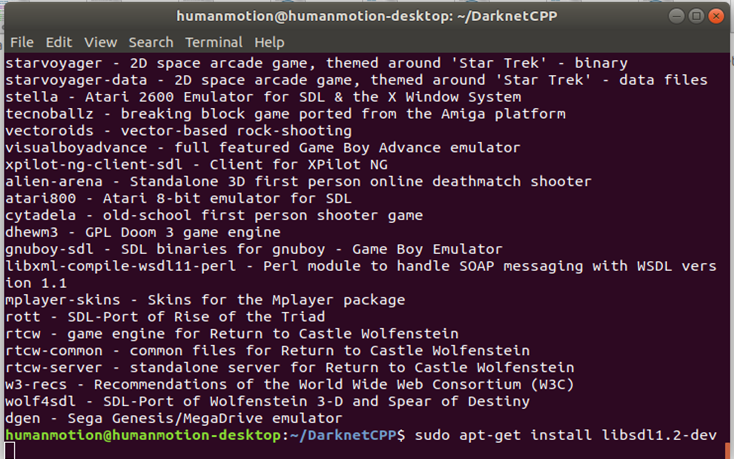 humanmotion@humanmotion-desktop: ~/DarknetCPP
File Edit View Search Terminal Help
starvoyager - 2D space arcade game, themed around 'Star Trek' - binary
starvoyager-data - 2D space arcade game, themed around 'Star Trek' - data files
stella - Atari 2600 Emulator for SDL & the X Window System
tecnoballz - breaking block game ported from the Amiga platform
vectoroids - vector-based rock-shooting
visualboyadvance - full featured Game Boy Advance emulator
xpilot-ng-client-sdl - Client for XPilot NG
alien-arena - Standalone 3D first person online deathmatch shooter
atari800 - Atari 8-bit emulator for SDL
cytadela - old-school first person shooter game
dhewm3 - GPL Doom 3 game engine
gnuboy-sdl - SDL binaries for gnuboy - Game Boy Emulator
libxml-compile-wsdl11-perl - Perl module to handle SOAP messaging with WSDL vers
ion 1.1
mplayer-skins - Skins for the Mplayer package
rott - SDL-Port of Rise of the Triad
rtcw - game engine for Return to Castle Wolfenstein
rtcw-common - common files for Return to Castle Wolfenstein
rtcw-server - standalone server for Return to Castle Wolfenstein
w3-recs - Recommendations of the World Wide Web Consortium (W3C)
wolf4sdl - SDL-Port of Wolfenstein 3-D and Spear of Destiny
dgen - Sega Genesis/MegaDrive emulator
humanmotion@humanmotion-desktop:~/DarknetCPP$ sudo apt-get install libsdl1.2-dev